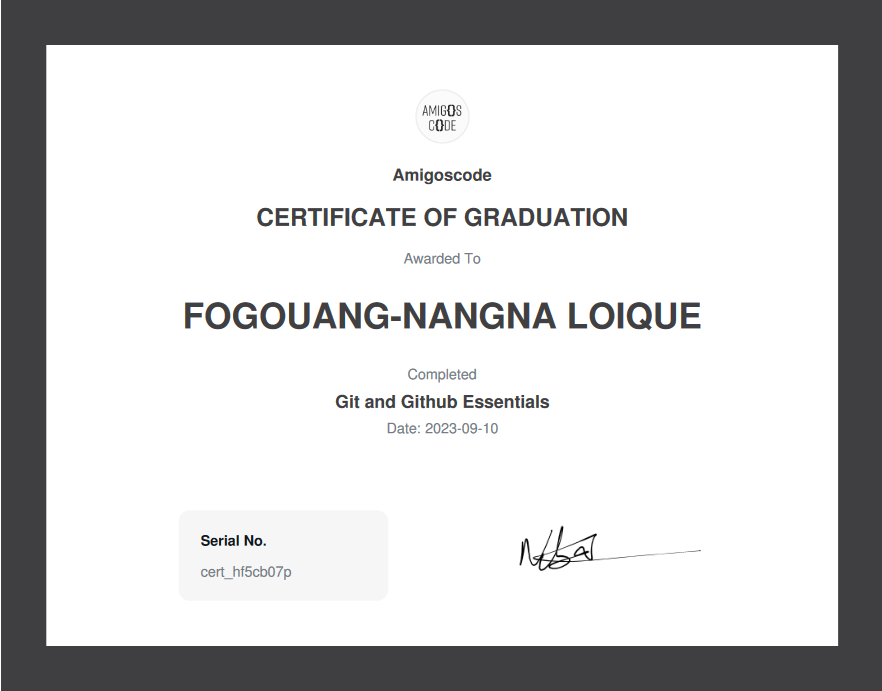 AMIGOS
CODE
Amigoscode
CERTIFICATE OF GRADUATION
Awarded To
FOGOUANG-NANGNA LOIQUE
Completed
Git and Github Essentials
Date: 2023-09-10
Serial No.
cert_hf5cb07p